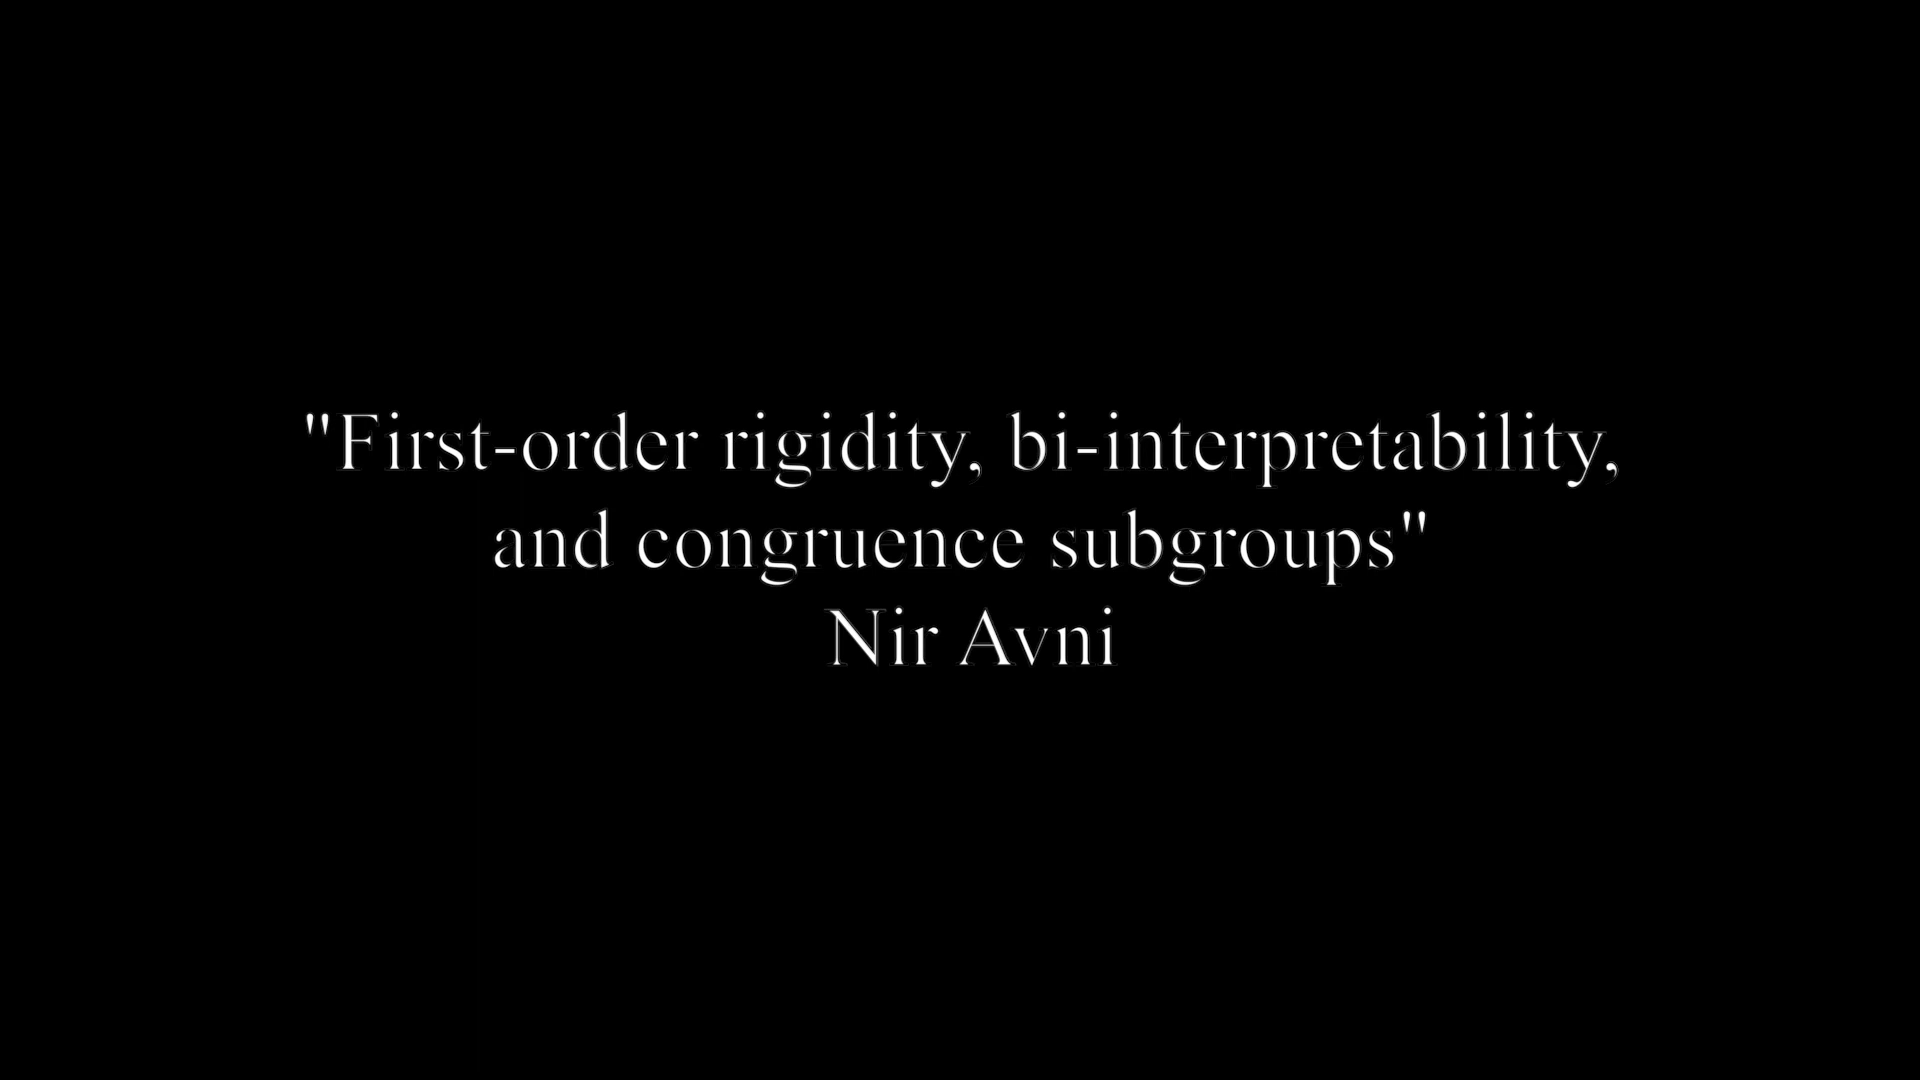 "First-order rigidity, bi-interpretability,
and congruence subgroups"
Nir Avni